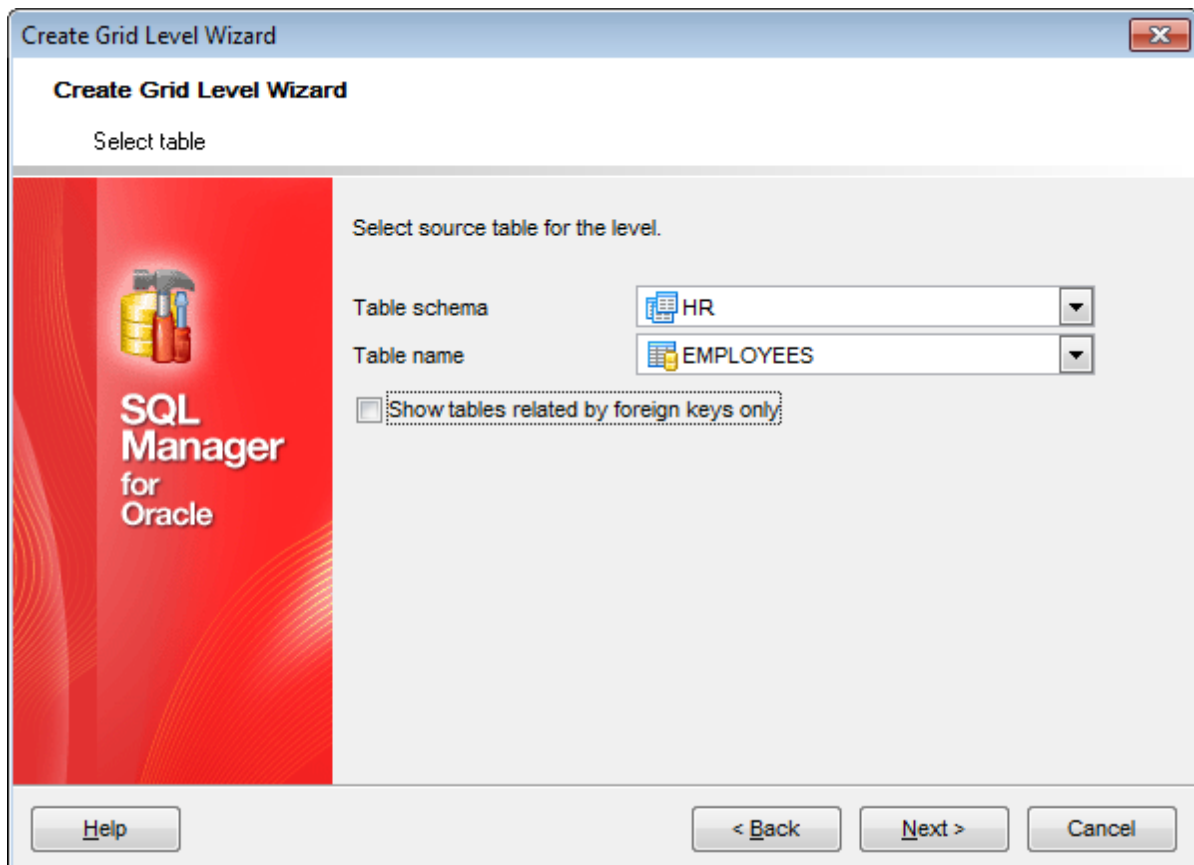 Create Grid Level Wizard
Create Grid Level Wizard
Select table
Select source table for the level.
Table schema
HR
Table name
EMPLOYEES
Show tables related by foreign keys only
SQL
Manager
for
Oracle
Help
< Back
Next >
Cancel